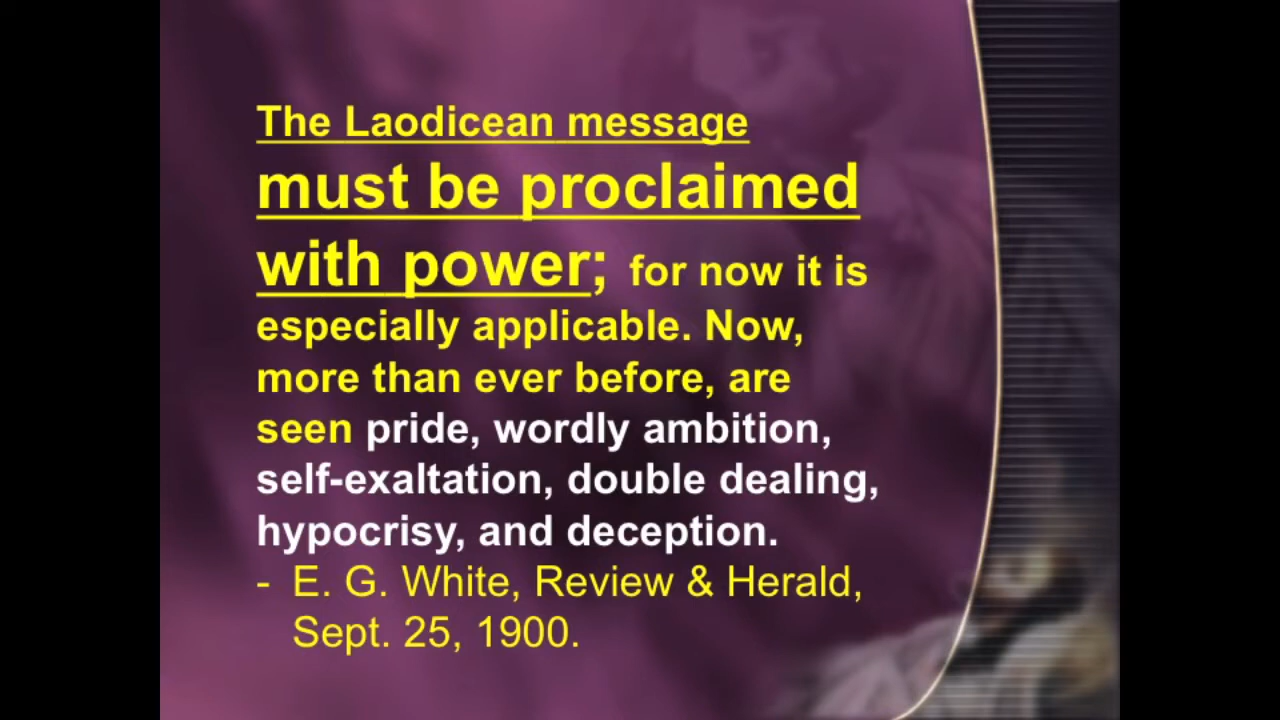 The Laodicean message
must be proclaimed
with power; for now it is
especially applicable. Now,
more than ever before, are
seen pride, wordly ambition,
self-exaltation, double dealing,
hypocrisy, and deception.
- E. G. White, Review & Herald,
Sept. 25, 1900.